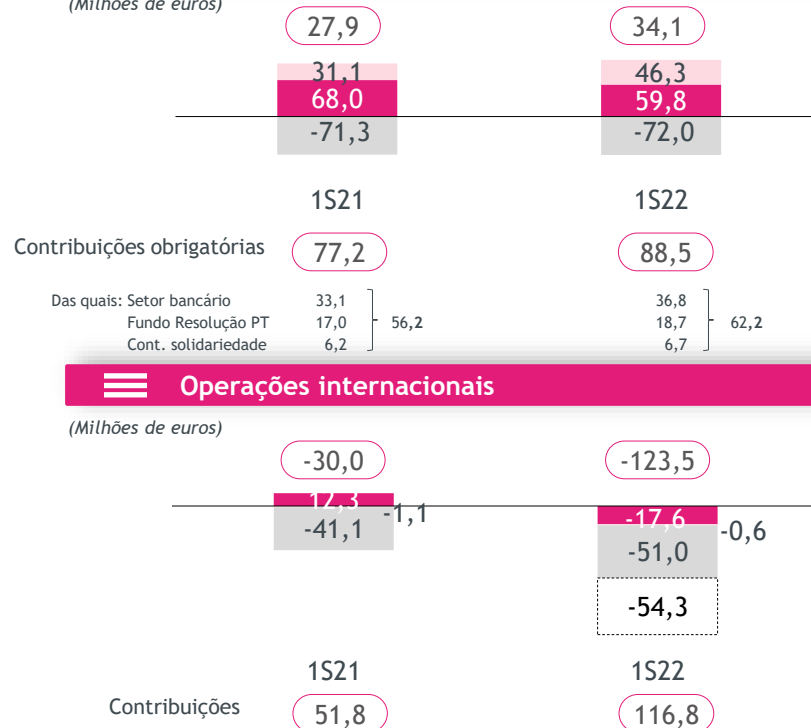 (Milhões de euros)
27,9 34,1
31,1 46,3
68,0 59,8
-71,3 -72,0
1S21 1S22
Contribuições obrigatórias 77,2 88,5
Das quais: Setor bancário 33,1 36,8
Fundo Resolução PT 17,0 56,2 18,7 62,2
Cont. solidariedade 6,2 6,7
Operações internacionais
(Milhões de euros)
-30,0 -123,5
12,3 -1,1 -17,6 -0,6
-41,1 -51,0
-54,3
1S21 1S22
Contribuições 51,8 116,8